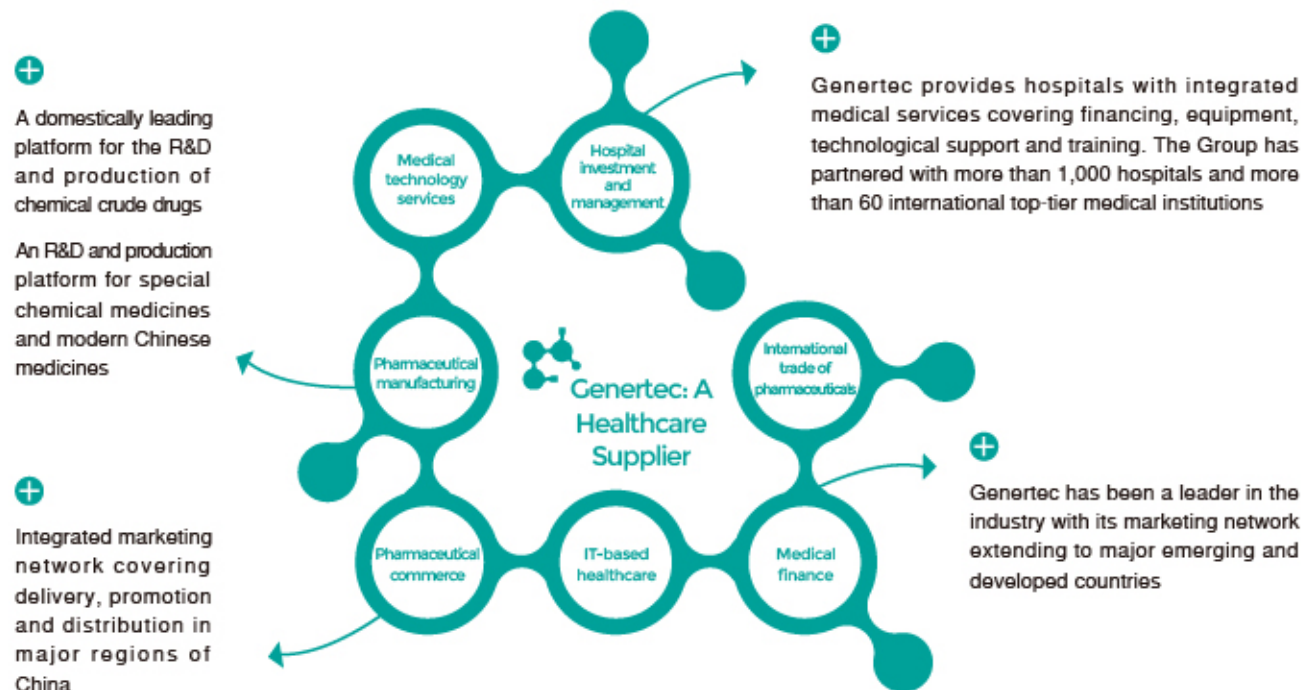 A domestically leading
platform for the R&D
and production of
chemical crude drugs
An R&D and production
platform for special
chemical medicines
and modern Chinese
medicines
Integrated marketing
network covering
delivery, promotion
and distribution in
major regions of
China
Medical
technology
services
Hospital
investment
and
management
Pharmaceutical
manufacturing
Genertec: A
Healthcare
Supplier
International
trade of
pharmaceuticals
Pharmaceutical
commerce
IT-based
healthcare
Medical
finance
Genertec provides hospitals with integrated
medical services covering financing, equipment,
technological support and training. The Group has
partnered with more than 1,000 hospitals and more
than 60 international top-tier medical institutions
Genertec has been a leader in the
industry with its marketing network
extending to major emerging and
developed countries